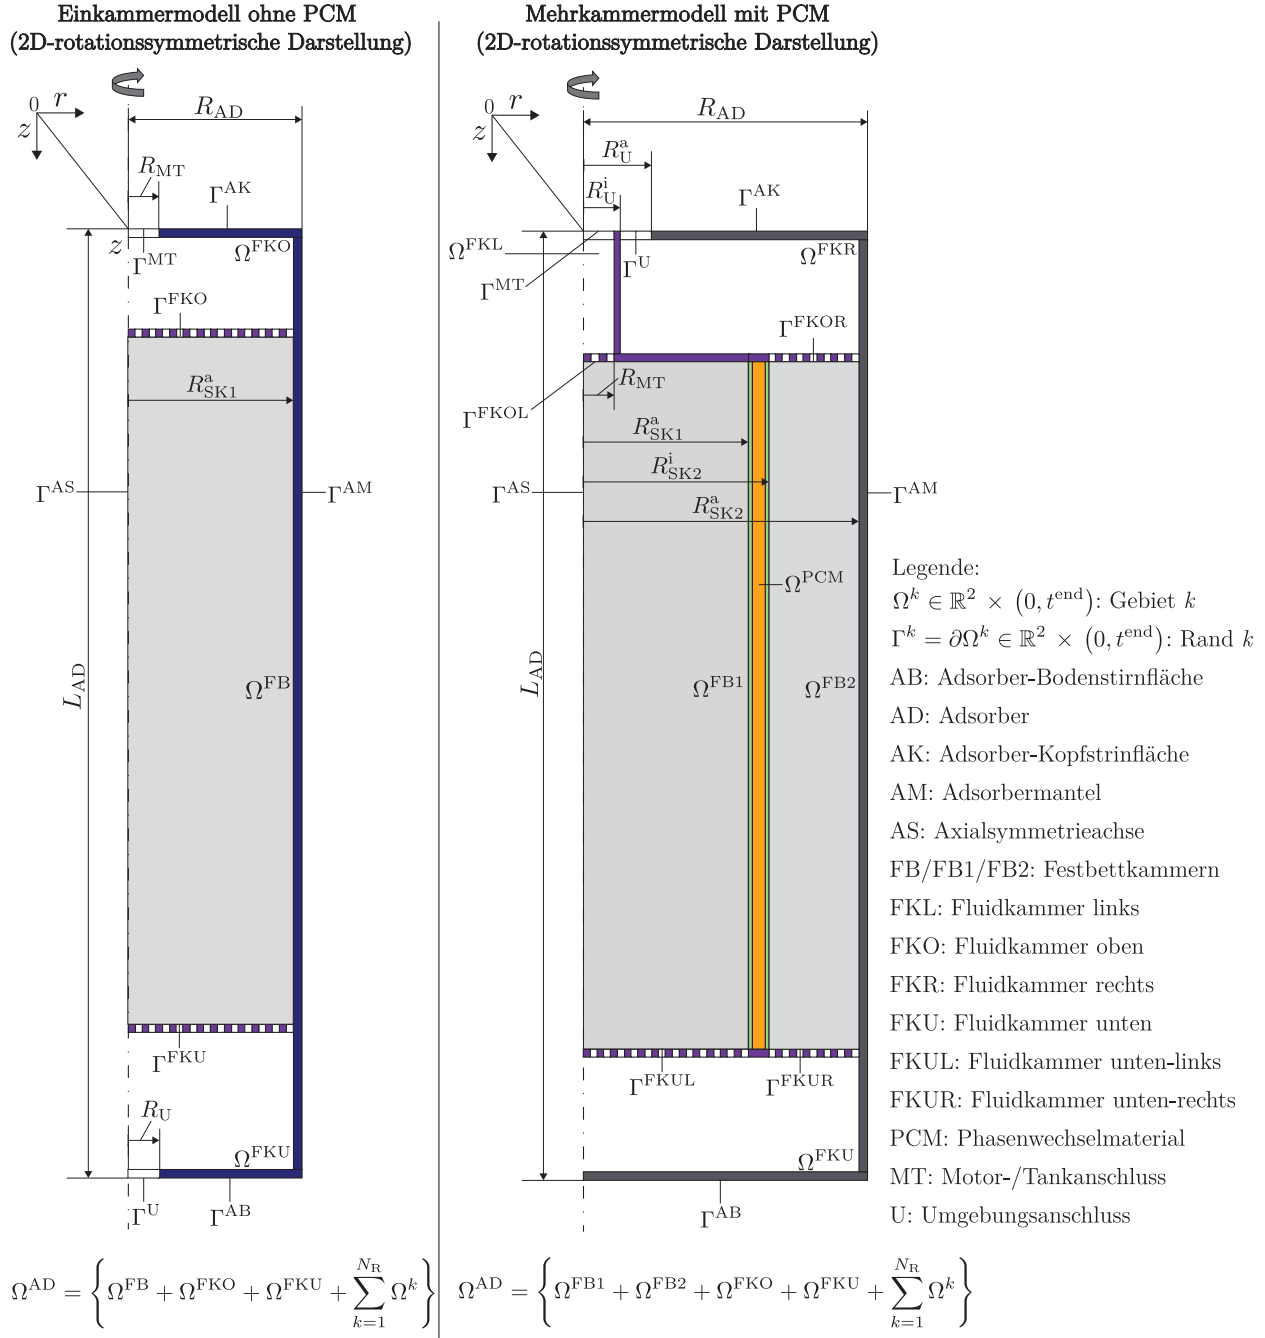 Einkammermodell ohne PCM
(2D-rotationssymmetrische Darstellung)
0
r
z
R_AD
R_MT
Γ^AK
z
Γ^MT
Ω^FKO
Γ^FKO
R^a_SK1
Γ^AS
Γ^AM
L_AD
Ω^FB
Γ^FKU
R_U
Ω^FKU
Γ^U
Γ^AB
Ω^AD = { Ω^FB + Ω^FKO + Ω^FKU + ∑_{k=1}^{N_R} Ω^k }
Mehrkammermodell mit PCM
(2D-rotationssymmetrische Darstellung)
0
r
z
R_AD
R^a_U
R^i_U
Γ^AK
Ω^FKL
Γ^U
Ω^FKR
Γ^MT
Γ^FKOR
R_MT
Γ^FKOL
R^a_SK1
R^i_SK2
Γ^AS
Γ^AM
R^a_SK2
Ω^PCM
L_AD
Ω^FB1
Ω^FB2
Γ^FKUL
Γ^FKUR
Ω^FKU
Γ^AB
Ω^AD = { Ω^FB1 + Ω^FB2 + Ω^FKO + Ω^FKU + ∑_{k=1}^{N_R} Ω^k }
Legende:
Ω^k ∈ ℝ^2 × (0, t^end): Gebiet k
Γ^k = ∂Ω^k ∈ ℝ^2 × (0, t^end): Rand k
AB: Adsorber-Bodenstirnfläche
AD: Adsorber
AK: Adsorber-Kopfstrinfläche
AM: Adsorbermantel
AS: Axialsymmetrieachse
FB/FB1/FB2: Festbettkammern
FKL: Fluidkammer links
FKO: Fluidkammer oben
FKR: Fluidkammer rechts
FKU: Fluidkammer unten
FKUL: Fluidkammer unten-links
FKUR: Fluidkammer unten-rechts
PCM: Phasenwechselmaterial
MT: Motor-/Tankanschluss
U: Umgebungsanschluss